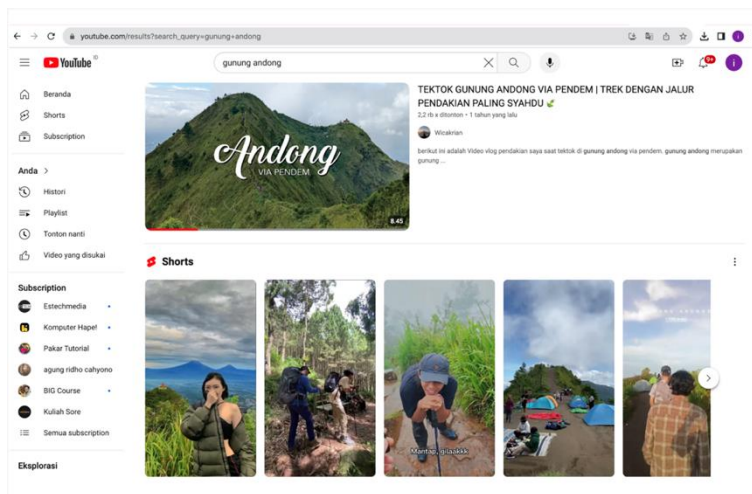 youtube.com/results?search_query=gunung+andong
YouTube ID
gunung andong
9+
i
Beranda
Shorts
Subscription
Anda >
Histori
Playlist
Tonton nanti
Video yang disukai
Subscription
Estechmedia
Komputer Hape!
Pakar Tutorial
agung ridho cahyono
BIG Course
Kuliah Sore
Semua subscription
Eksplorasi
Andong
VIA PENDEM
8.45
TEKTOK GUNUNG ANDONG VIA PENDEM | TREK DENGAN JALUR
PENDAKIAN PALING SYAHDU
2,2 rb x ditonton • 1 tahun yang lalu
Wicakrian
berikut ini adalah Video vlog pendakian saya saat tektok di gunung andong via pendem. gunung andong merupakan
gunung ...
Shorts
Mantap, gilaakkk